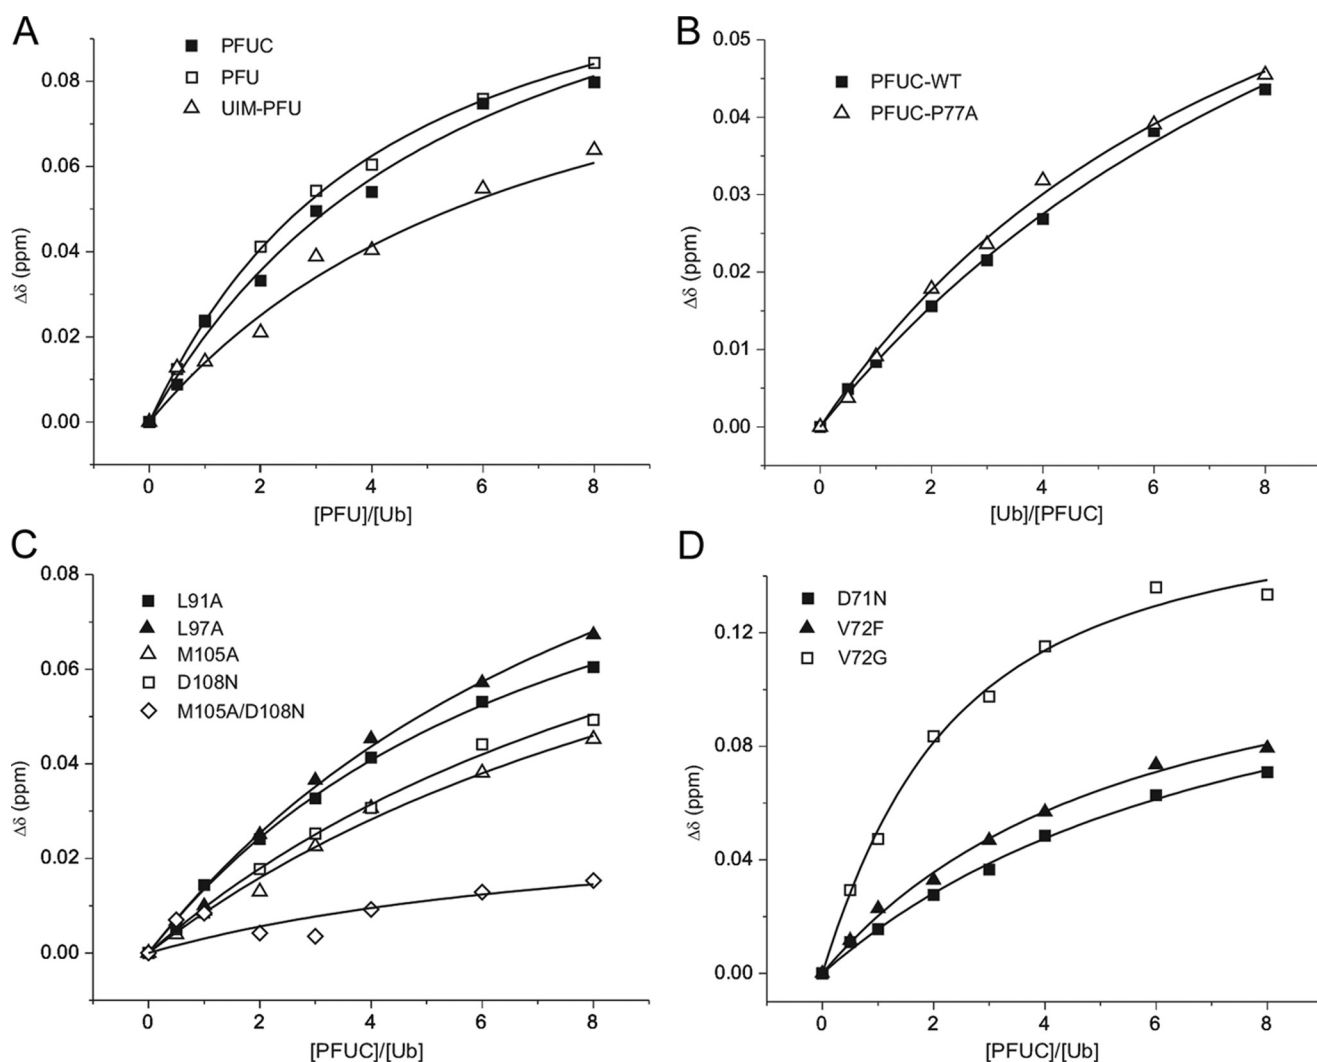 A
PFUC
PFU
UIM-PFU
0.08
0.06
0.04
0.02
0.00
Δδ (ppm)
0 2 4 6 8
[PFU]/[Ub]
B
PFUC-WT
PFUC-P77A
0.05
0.04
0.03
0.02
0.01
0.00
Δδ (ppm)
0 2 4 6 8
[Ub]/[PFUC]
C
L91A
L97A
M105A
D108N
M105A/D108N
0.08
0.06
0.04
0.02
0.00
Δδ (ppm)
0 2 4 6 8
[PFUC]/[Ub]
D
D71N
V72F
V72G
0.12
0.08
0.04
0.00
Δδ (ppm)
0 2 4 6 8
[PFUC]/[Ub]